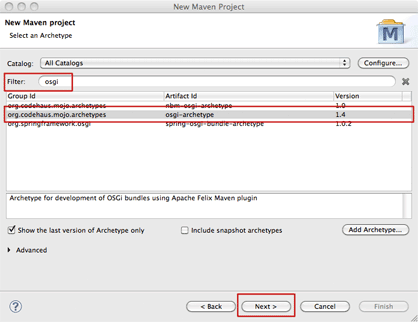 New Maven Project
New Maven project
Select an Archetype
M
Catalog: All Catalogs Configure...
Filter: osgi
Group Id Artifact Id Version
org.codehaus.mojo.archetypes nbm-osgi-archetype 1.0
org.codehaus.mojo.archetypes osgi-archetype 1.4
org.springframework.osgi spring-osgi-bundle-archetype 1.0.2
Archetype for development of OSGi bundles using Apache Felix Maven plugin
Show the last version of Archetype only Include snapshot archetypes Add Archetype...
Advanced
? < Back Next > Cancel Finish